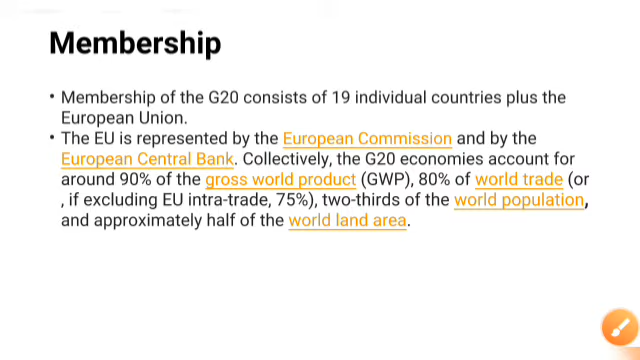 Membership
• Membership of the G20 consists of 19 individual countries plus the
European Union.
• The EU is represented by the European Commission and by the
European Central Bank. Collectively, the G20 economies account for
around 90% of the gross world product (GWP), 80% of world trade (or
, if excluding EU intra-trade, 75%), two-thirds of the world population,
and approximately half of the world land area.